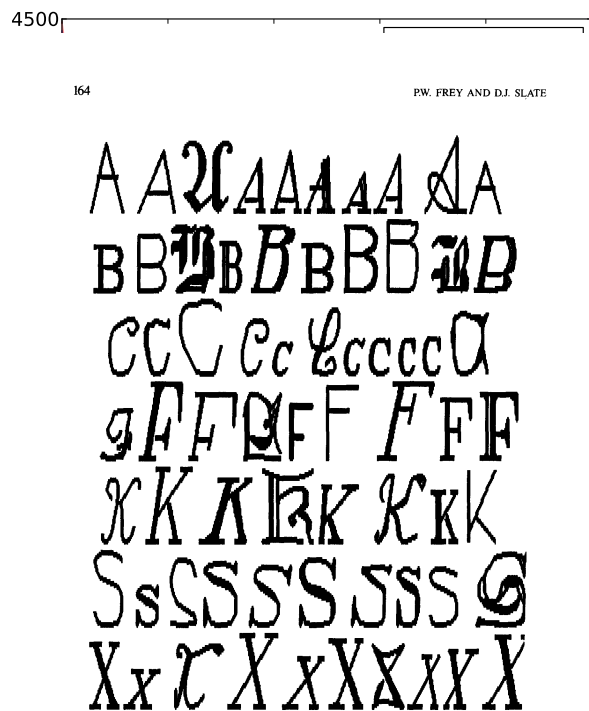 4500
164 P.W. FREY AND D.J. SLATE
A A A A A A A A A A
B B B B B B B B B B
C C C C c C c c c c C
F F F F F F F F F
K K K K K K K K
S s S S S S S S S S
X x X X x X X X X X